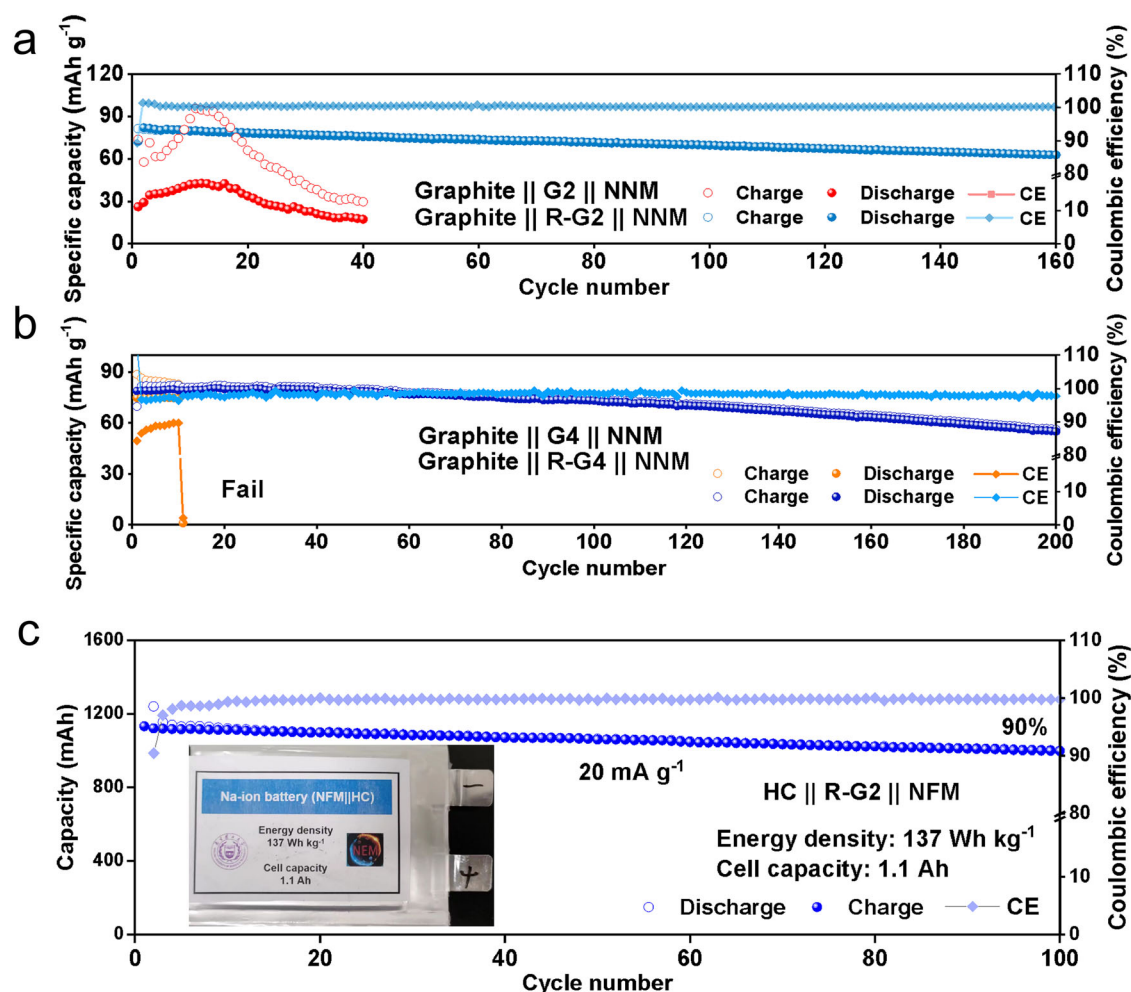 a
Specific capacity (mAh g⁻¹)
120
90
60
30
0
110
100
90
80
10
0
Coulombic efficiency (%)
Graphite || G2 || NNM
Graphite || R-G2 || NNM
Charge Discharge CE
Charge Discharge CE
0 20 40 60 80 100 120 140 160
Cycle number
b
Specific capacity (mAh g⁻¹)
90
60
30
0
110
100
90
80
10
0
Coulombic efficiency (%)
Graphite || G4 || NNM
Graphite || R-G4 || NNM
Fail
Charge Discharge CE
Charge Discharge CE
0 20 40 60 80 100 120 140 160 180 200
Cycle number
c
Capacity (mAh)
1600
1200
800
400
0
110
100
90
80
10
0
Coulombic efficiency (%)
90%
20 mA g⁻¹
HC || R-G2 || NFM
Energy density: 137 Wh kg⁻¹
Cell capacity: 1.1 Ah
Na-ion battery (NFM||HC)
Energy density
137 Wh kg⁻¹
NEM
Cell capacity
1.1 Ah
Discharge Charge CE
0 20 40 60 80 100
Cycle number